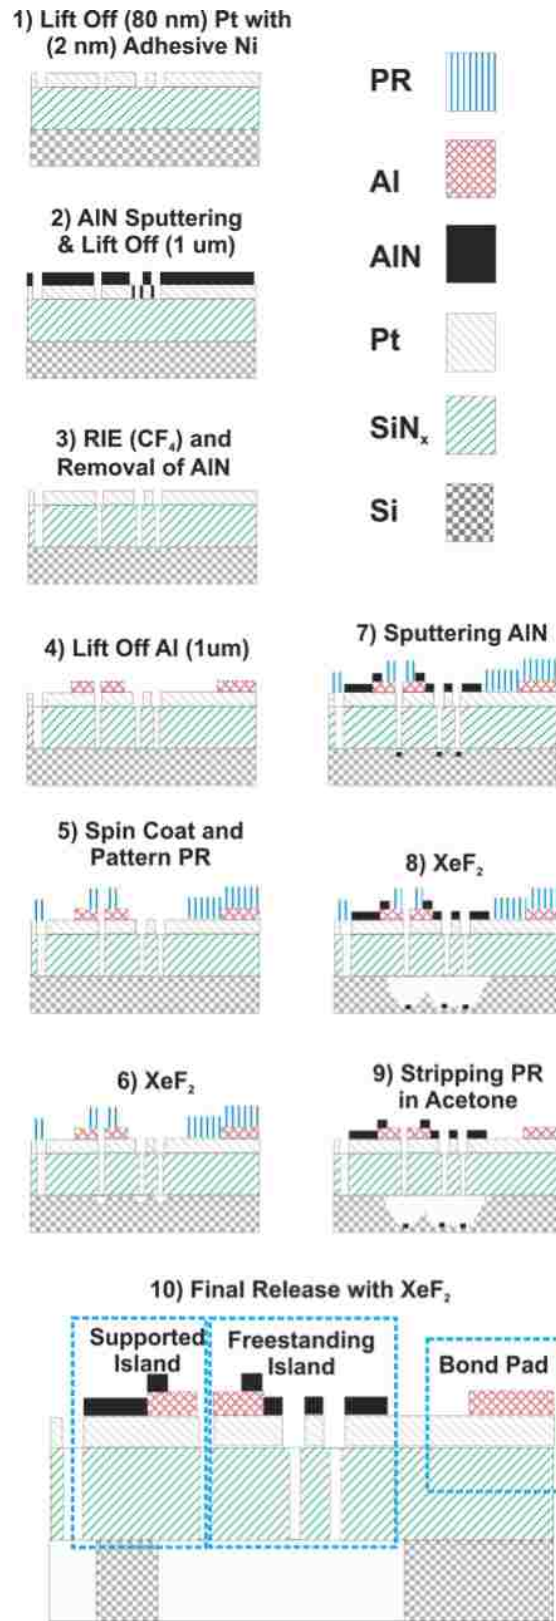 1) Lift Off (80 nm) Pt with
(2 nm) Adhesive Ni
PR
Al
AlN
Pt
SiNₓ
Si
2) AlN Sputtering
& Lift Off (1 um)
3) RIE (CF₄) and
Removal of AlN
4) Lift Off Al (1um)
5) Spin Coat and
Pattern PR
6) XeF₂
7) Sputtering AlN
8) XeF₂
9) Stripping PR
in Acetone
10) Final Release with XeF₂
Supported
Island
Freestanding
Island
Bond Pad